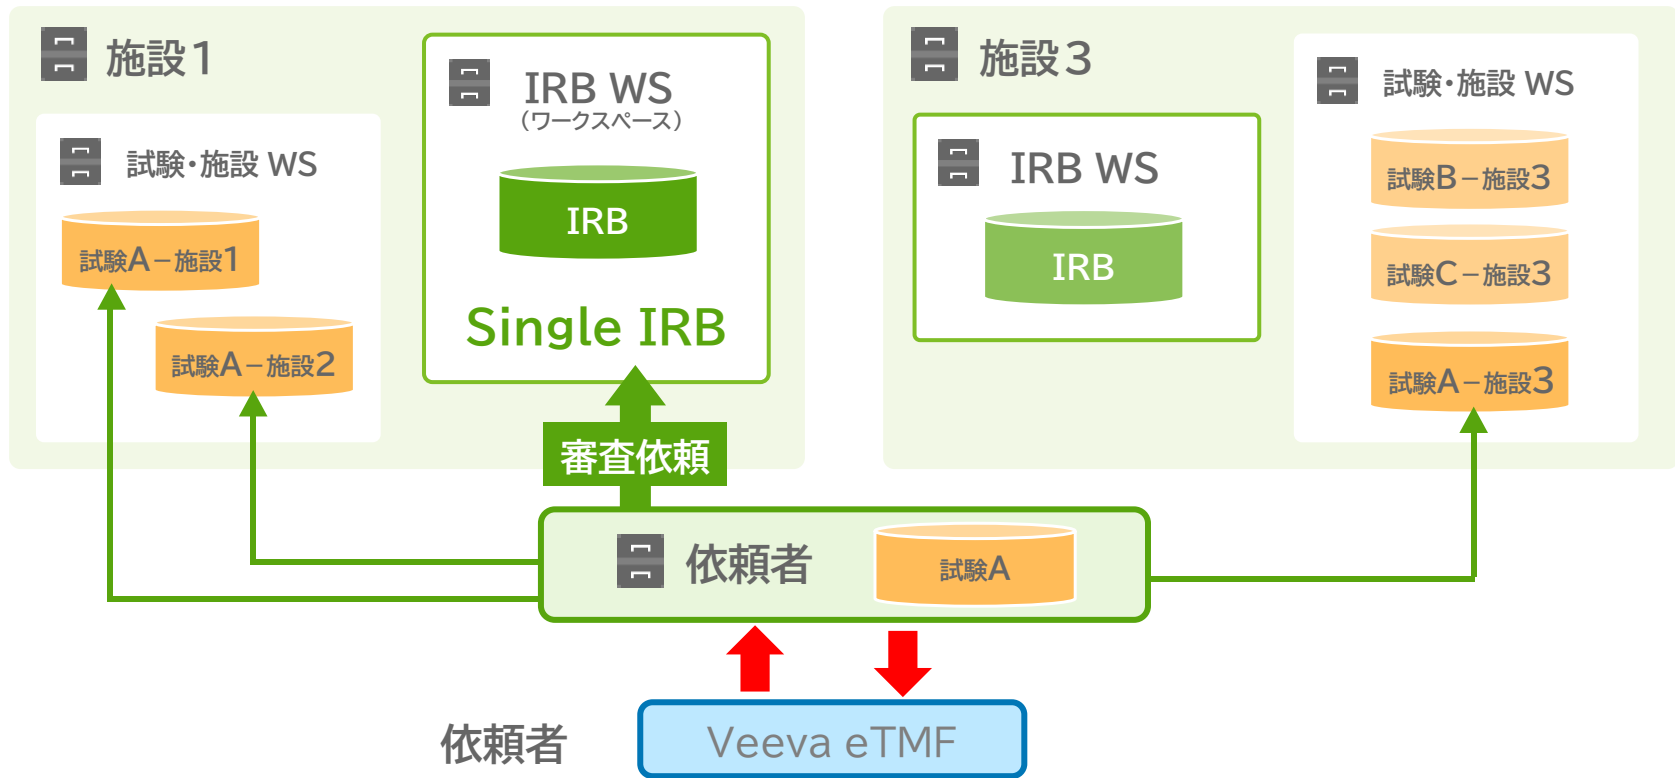 施設1
IRB WS
（ワークスペース）
IRB
Single IRB
試験・施設 WS
試験A－施設1
試験A－施設2
施設3
IRB WS
IRB
試験・施設 WS
試験B－施設3
試験C－施設3
試験A－施設3
審査依頼
依頼者
試験A
依頼者
Veeva eTMF